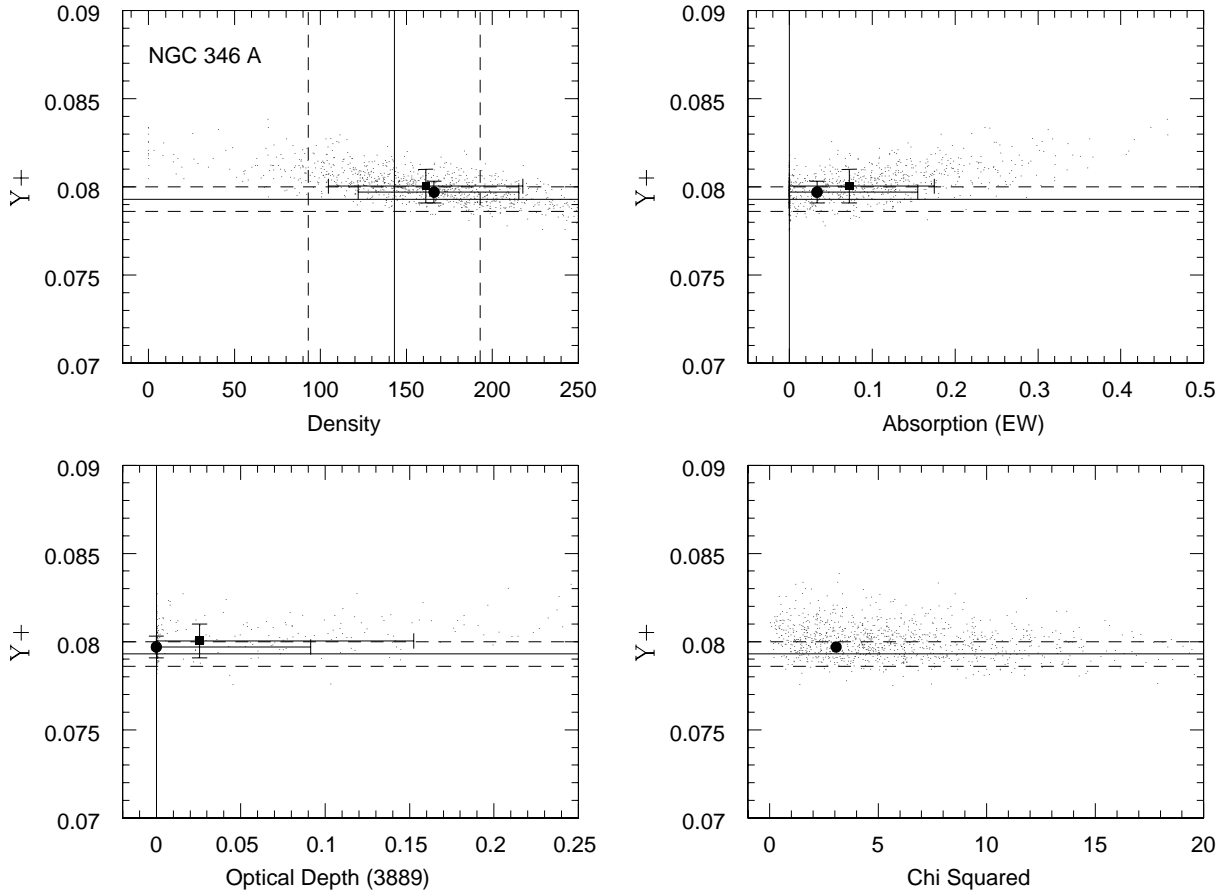 0.09
0.085
0.08
0.075
0.07
Y +
NGC 346 A
0 50 100 150 200 250
Density
0.09
0.085
0.08
0.075
0.07
Y +
0 0.1 0.2 0.3 0.4 0.5
Absorption (EW)
0.09
0.085
0.08
0.075
0.07
Y +
0 0.05 0.1 0.15 0.2 0.25
Optical Depth (3889)
0.09
0.085
0.08
0.075
0.07
Y +
0 5 10 15 20
Chi Squared